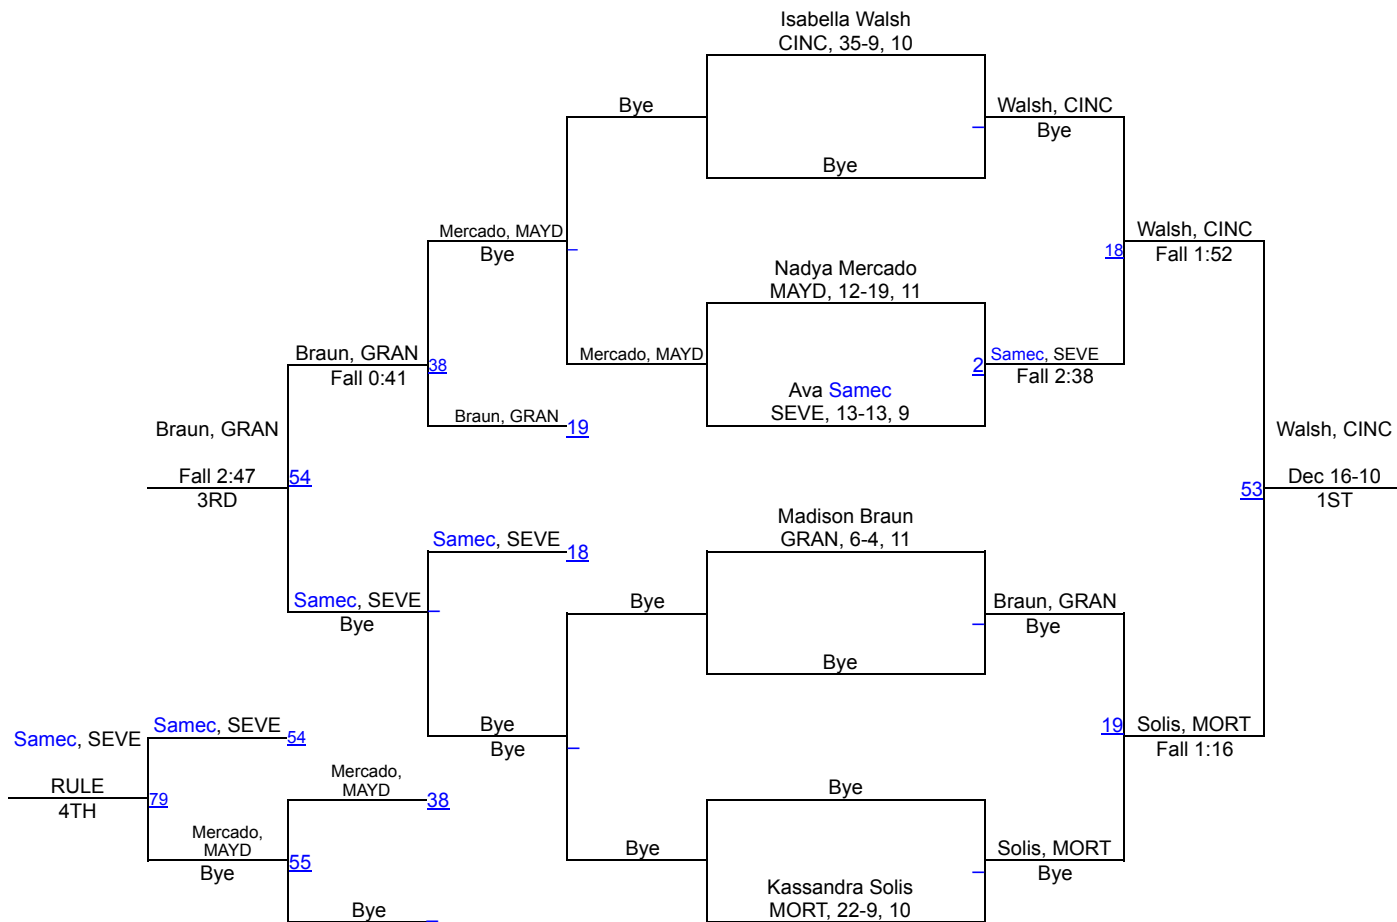 Isabella Walsh
CINC, 35-9, 10
Bye
Walsh, CINC
Bye
Bye
Mercado, MAYD
Bye
Walsh, CINC
18
Fall 1:52
Nadya Mercado
MAYD, 12-19, 11
Braun, GRAN
38
Fall 0:41
Mercado, MAYD
2
Samec, SEVE
Fall 2:38
Ava Samec
SEVE, 13-13, 9
Braun, GRAN
19
Braun, GRAN
Walsh, CINC
Fall 2:47
54
3RD
53
Dec 16-10
1ST
Madison Braun
GRAN, 6-4, 11
Samec, SEVE
18
Samec, SEVE
Bye
Bye
Braun, GRAN
Bye
Bye
Bye
Bye
19
Solis, MORT
Fall 1:16
Samec, SEVE
Samec, SEVE
54
RULE
79
4TH
Mercado,
MAYD
38
Bye
Mercado,
MAYD
55
Bye
Bye
Solis, MORT
Bye
Kassandra Solis
MORT, 22-9, 10
Bye